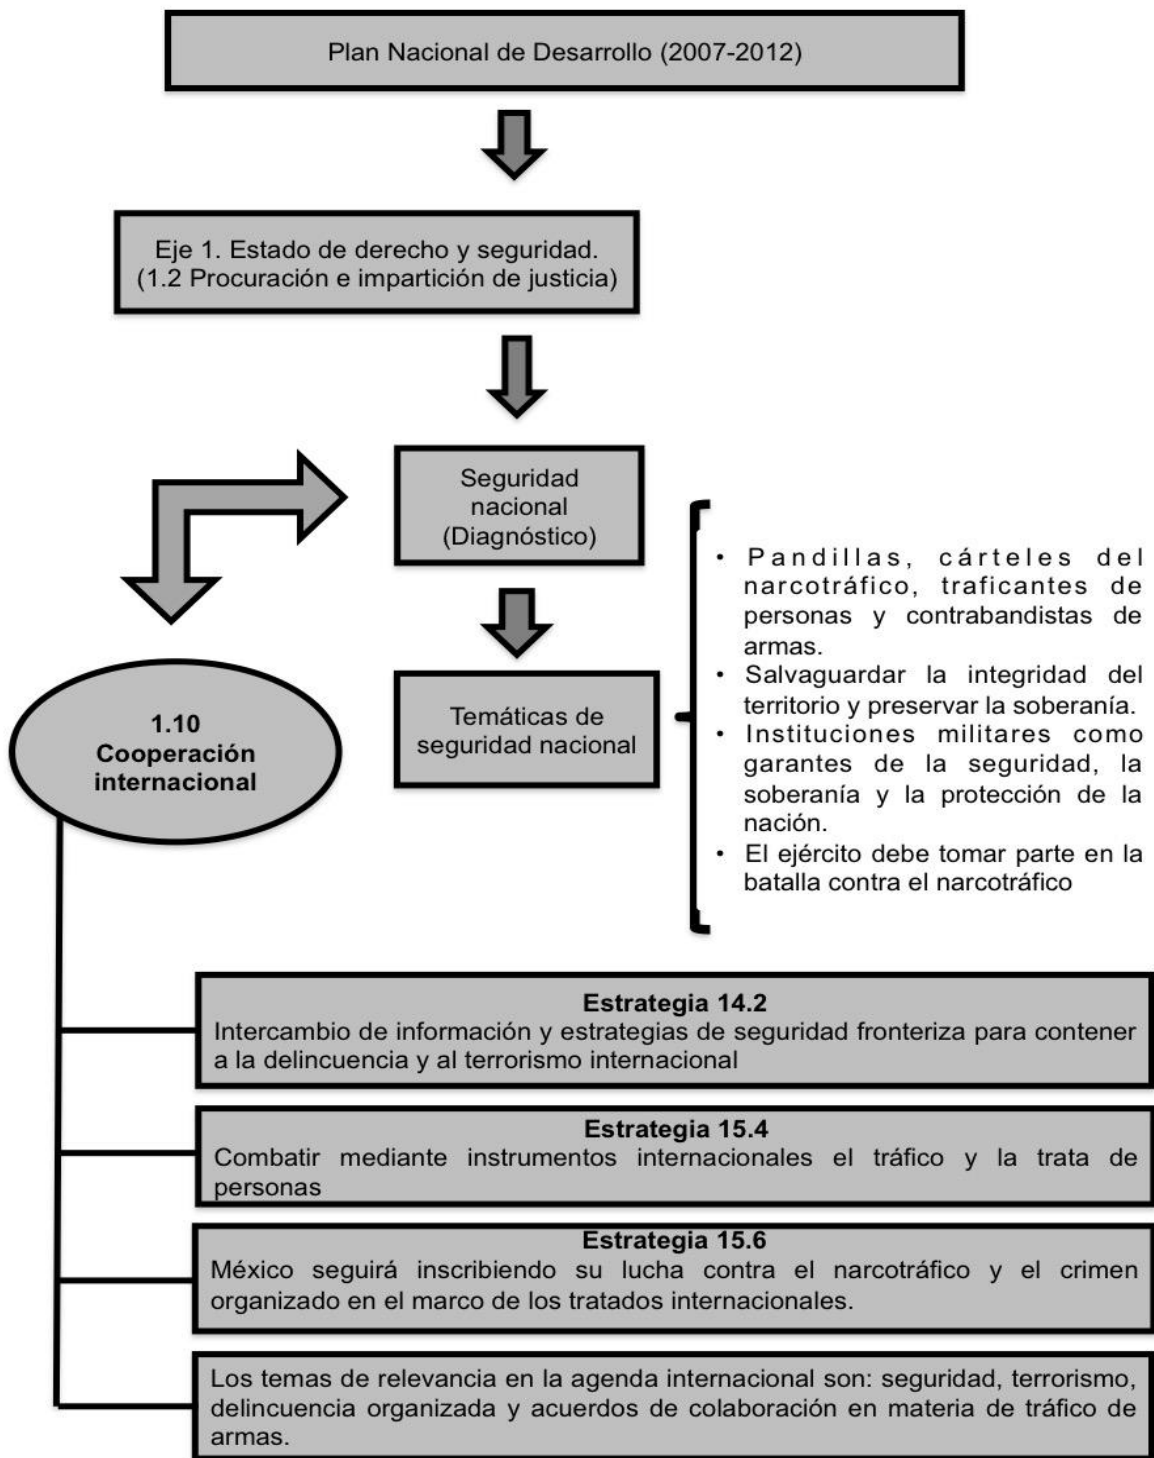 Plan Nacional de Desarrollo (2007-2012)
Eje 1. Estado de derecho y seguridad.
(1.2 Procuración e impartición de justicia)
Seguridad
nacional
(Diagnóstico)
1.10
Cooperación
internacional
Temáticas de
seguridad nacional
• Pandillas, cárteles del
narcotráfico, traficantes de
personas y contrabandistas de
armas.
• Salvaguardar la integridad del
territorio y preservar la soberanía.
• Instituciones militares como
garantes de la seguridad, la
soberanía y la protección de la
nación.
• El ejército debe tomar parte en la
batalla contra el narcotráfico
Estrategia 14.2
Intercambio de información y estrategias de seguridad fronteriza para contener
a la delincuencia y al terrorismo internacional
Estrategia 15.4
Combatir mediante instrumentos internacionales el tráfico y la trata de
personas
Estrategia 15.6
México seguirá inscribiendo su lucha contra el narcotráfico y el crimen
organizado en el marco de los tratados internacionales.
Los temas de relevancia en la agenda internacional son: seguridad, terrorismo,
delincuencia organizada y acuerdos de colaboración en materia de tráfico de
armas.